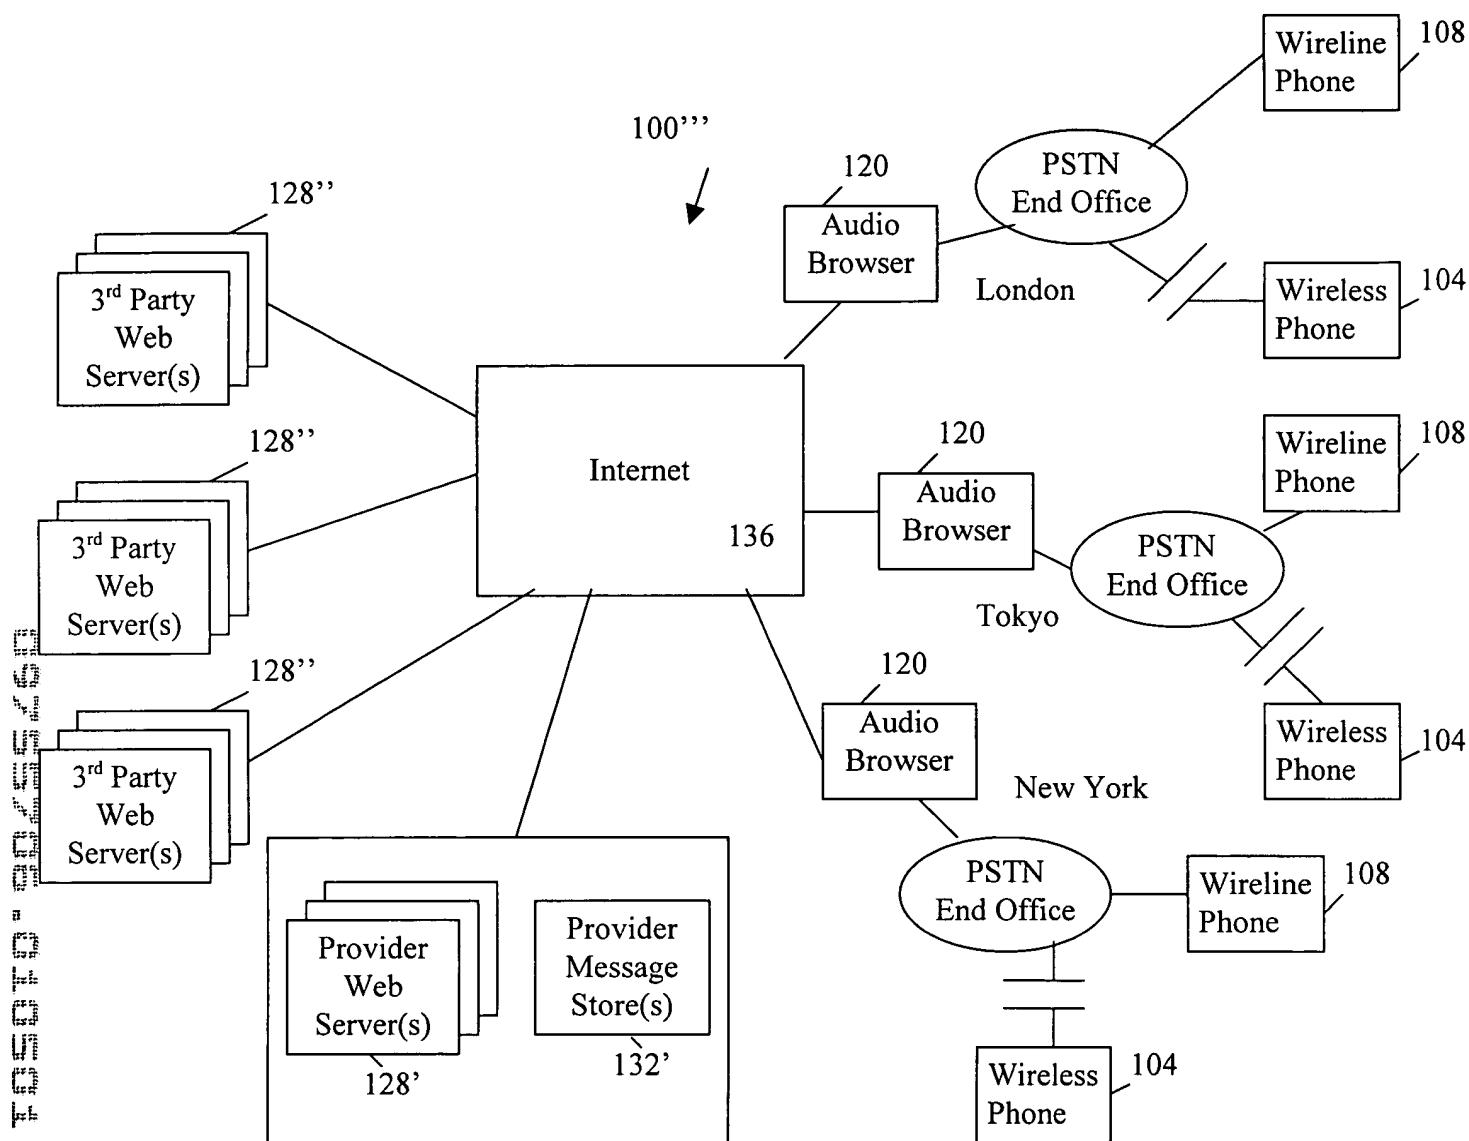 Wireline
Phone
108
100'''
120
PSTN
End Office
Audio
Browser
128’’
London
Wireless
Phone
104
3rd Party
Web
Server(s)
128’’
Internet
136
120
Audio
Browser
Wireline
Phone
108
PSTN
End Office
Tokyo
3rd Party
Web
Server(s)
128’’
120
Audio
Browser
Wireless
Phone
104
3rd Party
Web
Server(s)
New York
PSTN
End Office
Wireline
Phone
108
Provider
Web
Server(s)
128'
Provider
Message
Store(s)
132'
Wireless
Phone
104